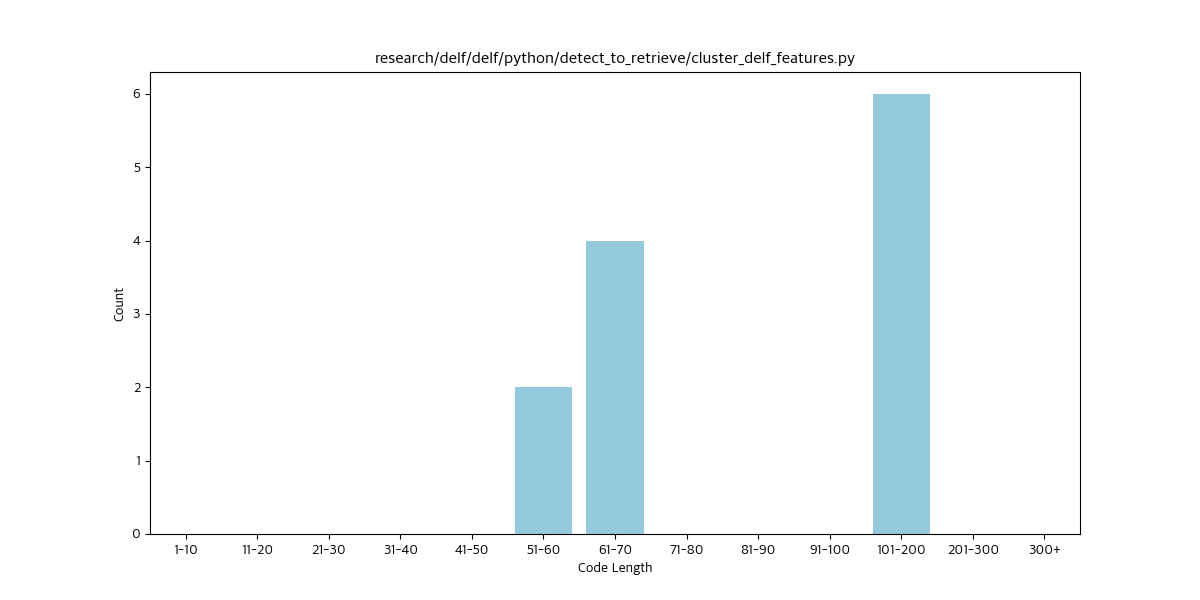 research/delf/delf/python/detect_to_retrieve/cluster_delf_features.py
6
5
4
3
2
1
0
Count
1-10 11-20 21-30 31-40 41-50 51-60 61-70 71-80 81-90 91-100 101-200 201-300 300+
Code Length